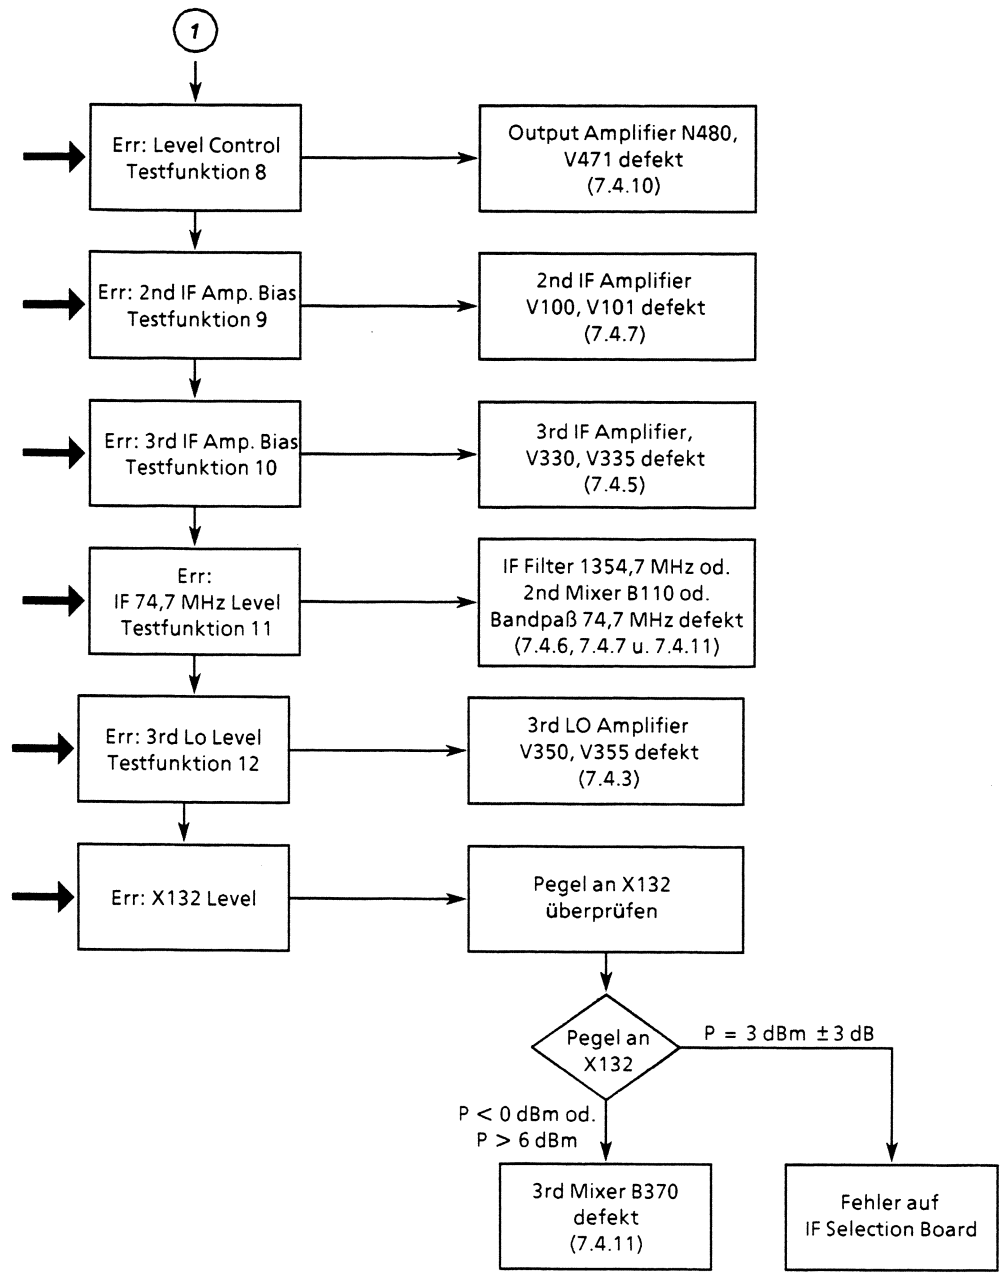 1
Err: Level Control
Testfunktion 8
Output Amplifier N480,
V471 defekt
(7.4.10)
Err: 2nd IF Amp. Bias
Testfunktion 9
2nd IF Amplifier
V100, V101 defekt
(7.4.7)
Err: 3rd IF Amp. Bias
Testfunktion 10
3rd IF Amplifier,
V330, V335 defekt
(7.4.5)
Err:
IF 74,7 MHz Level
Testfunktion 11
IF Filter 1354,7 MHz od.
2nd Mixer B110 od.
Bandpaß 74,7 MHz defekt
(7.4.6, 7.4.7 u. 7.4.11)
Err: 3rd Lo Level
Testfunktion 12
3rd LO Amplifier
V350, V355 defekt
(7.4.3)
Err: X132 Level
Pegel an X132
überprüfen
Pegel an
X132
P = 3 dBm ±3 dB
P < 0 dBm od.
P > 6 dBm
3rd Mixer B370
defekt
(7.4.11)
Fehler auf
IF Selection Board